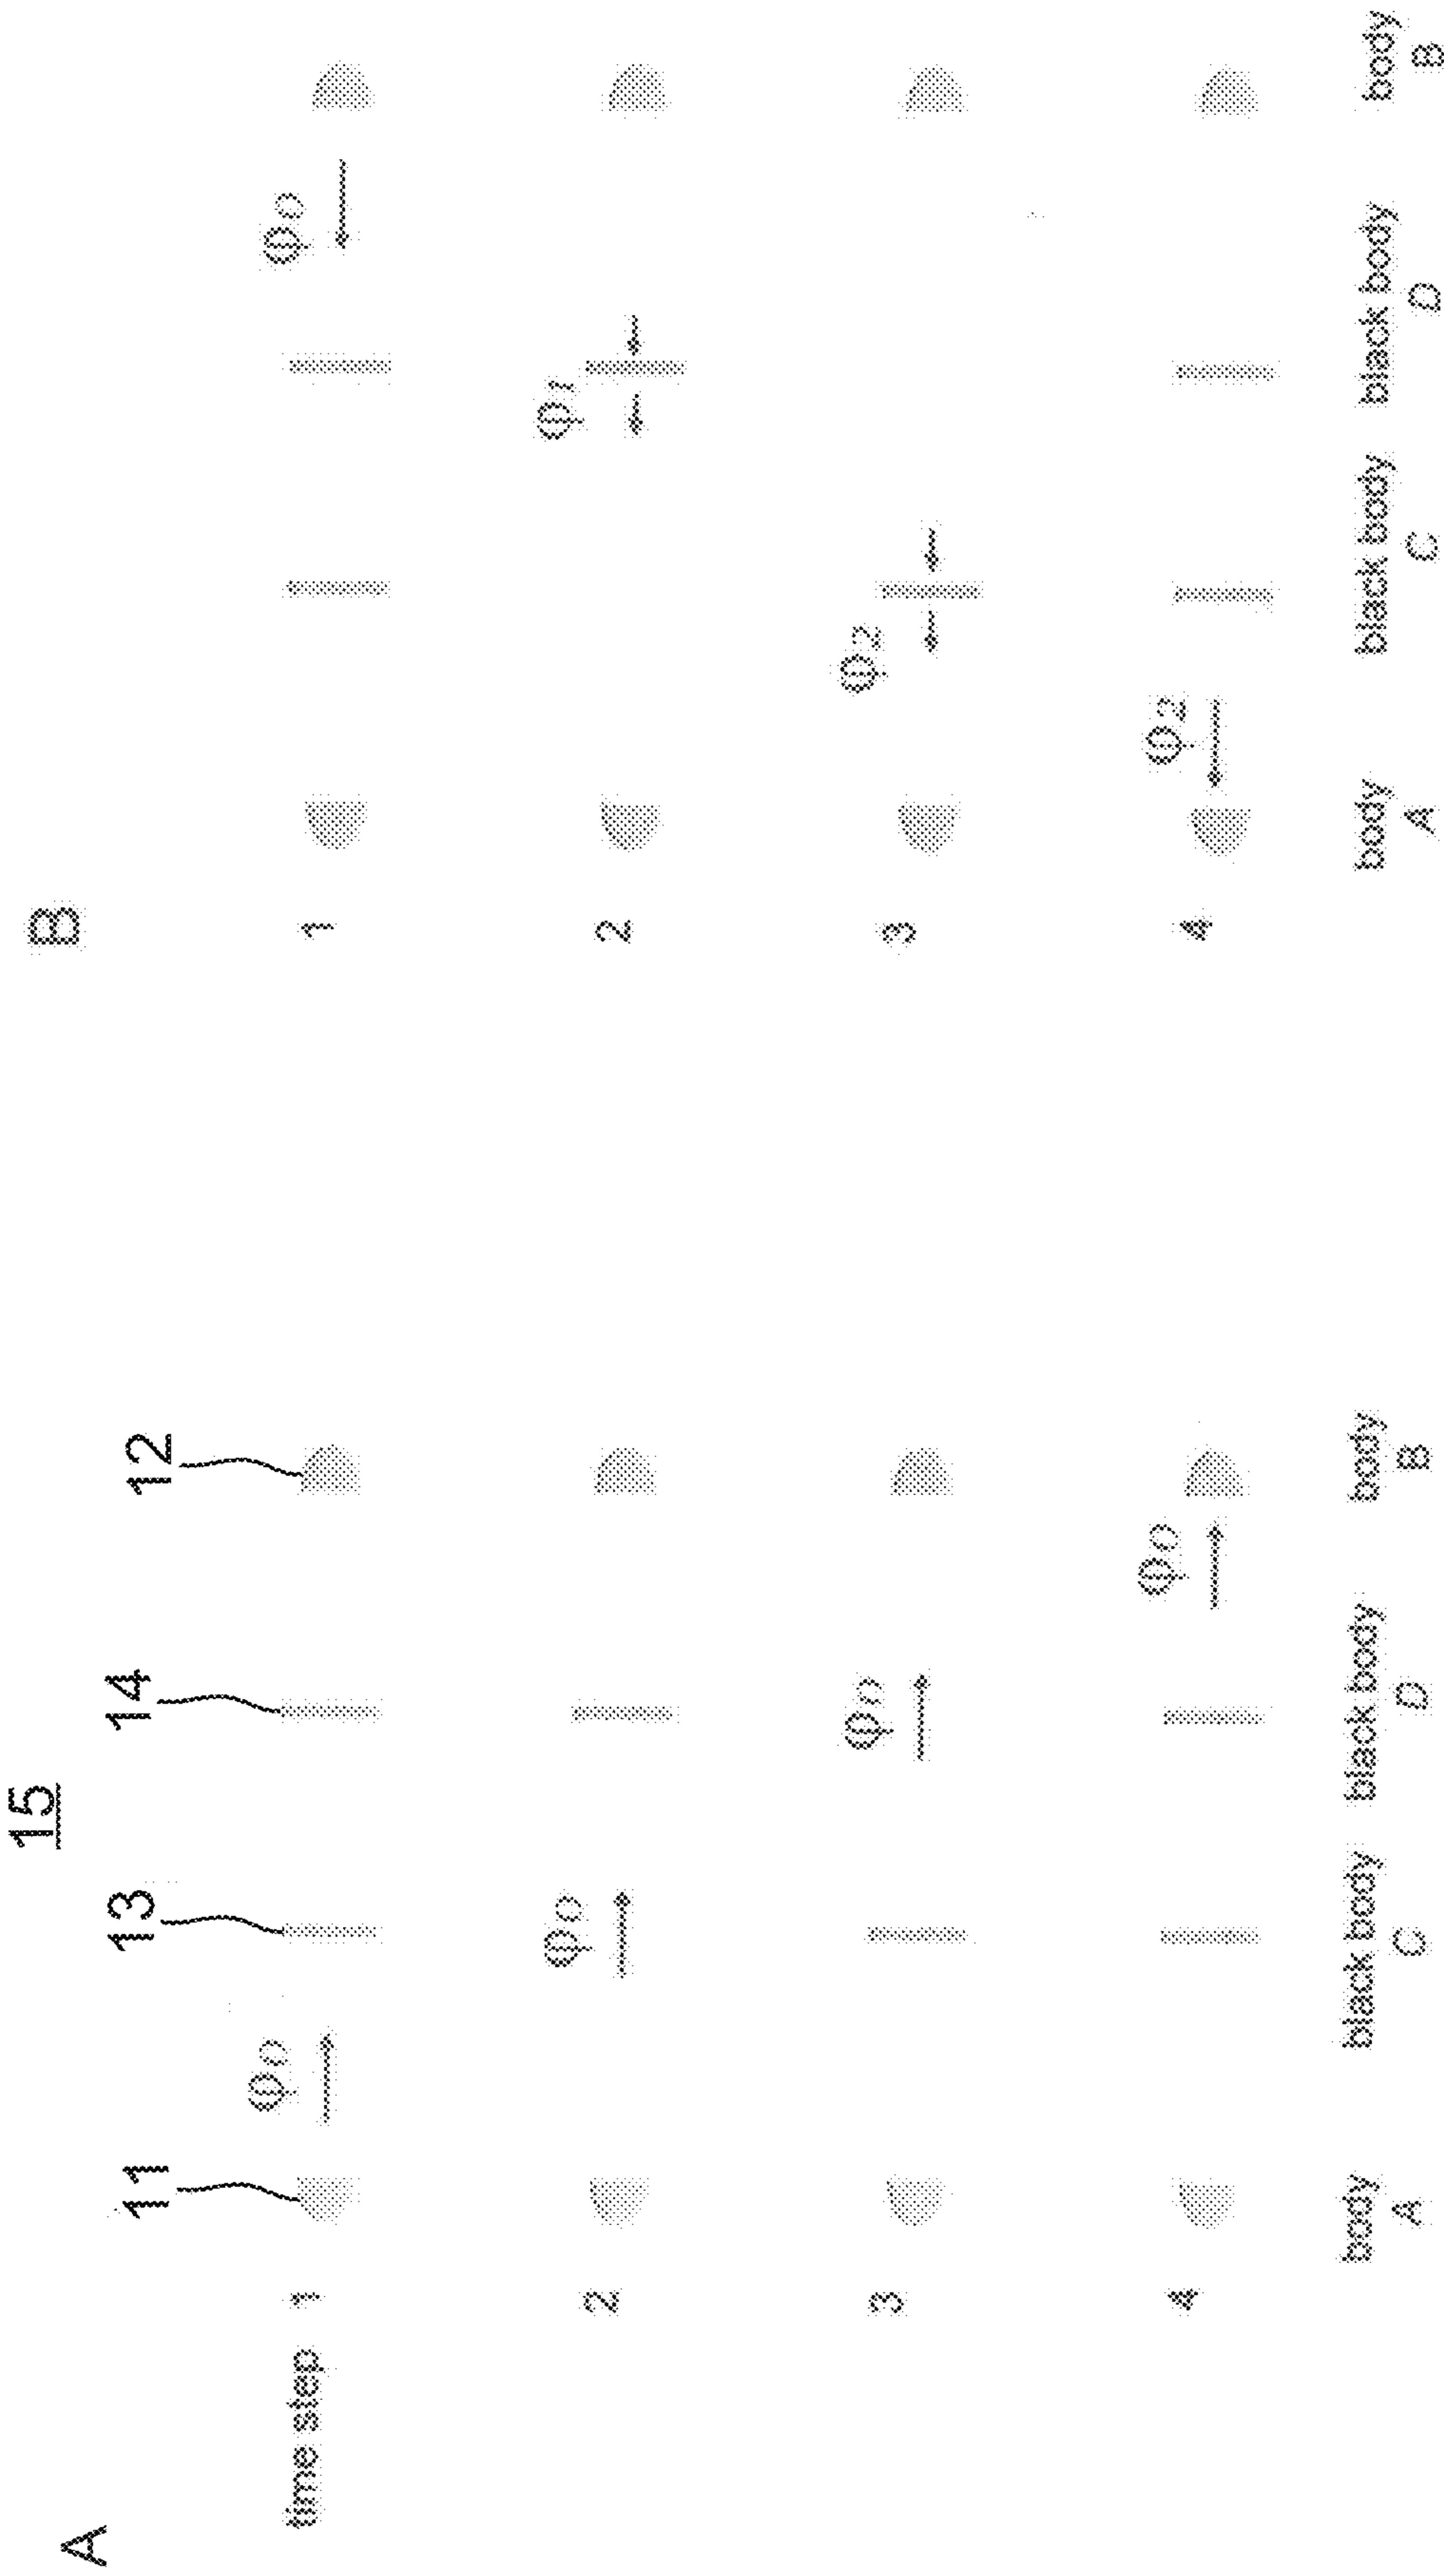 15
A
11
13
14
12
time step
1
φ0
2
φ0
3
φ0
4
φ0
body
A
black body
C
black body
D
body
B
B
1
φ0
2
φ1
3
φ2
4
φ2
body
A
black body
C
black body
D
body
B